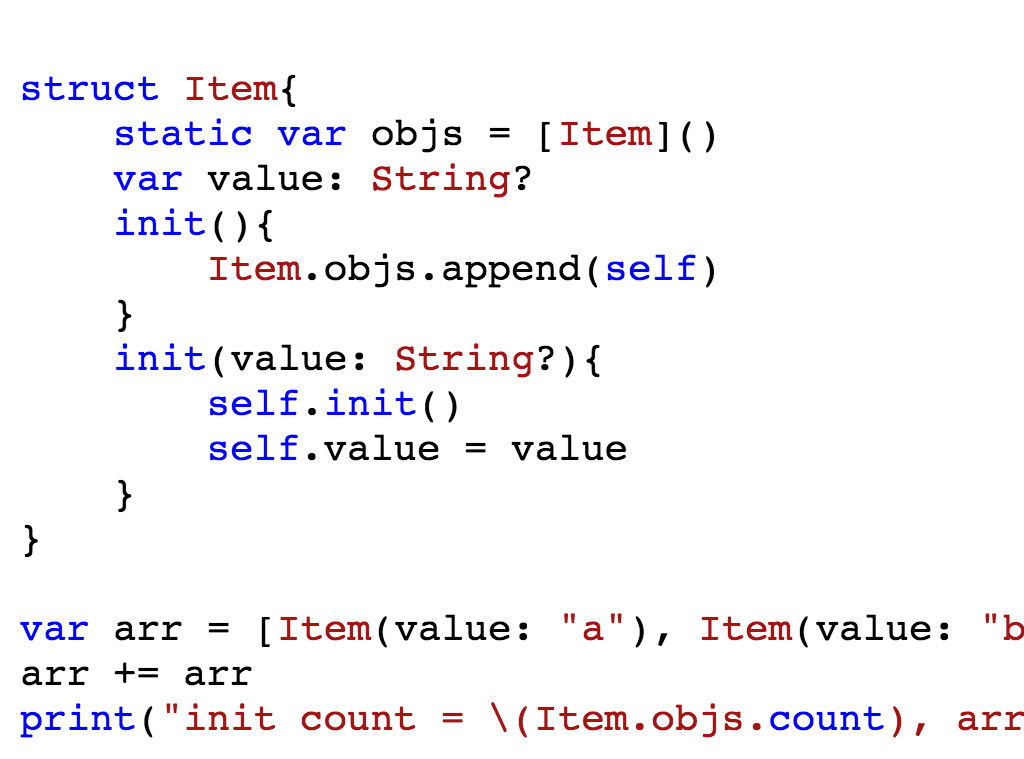 struct Item{
    static var objs = [Item]()
    var value: String?
    init(){
        Item.objs.append(self)
    }
    init(value: String?){
        self.init()
        self.value = value
    }
}
var arr = [Item(value: "a"), Item(value: "b
arr += arr
print("init count = \(Item.objs.count), arr